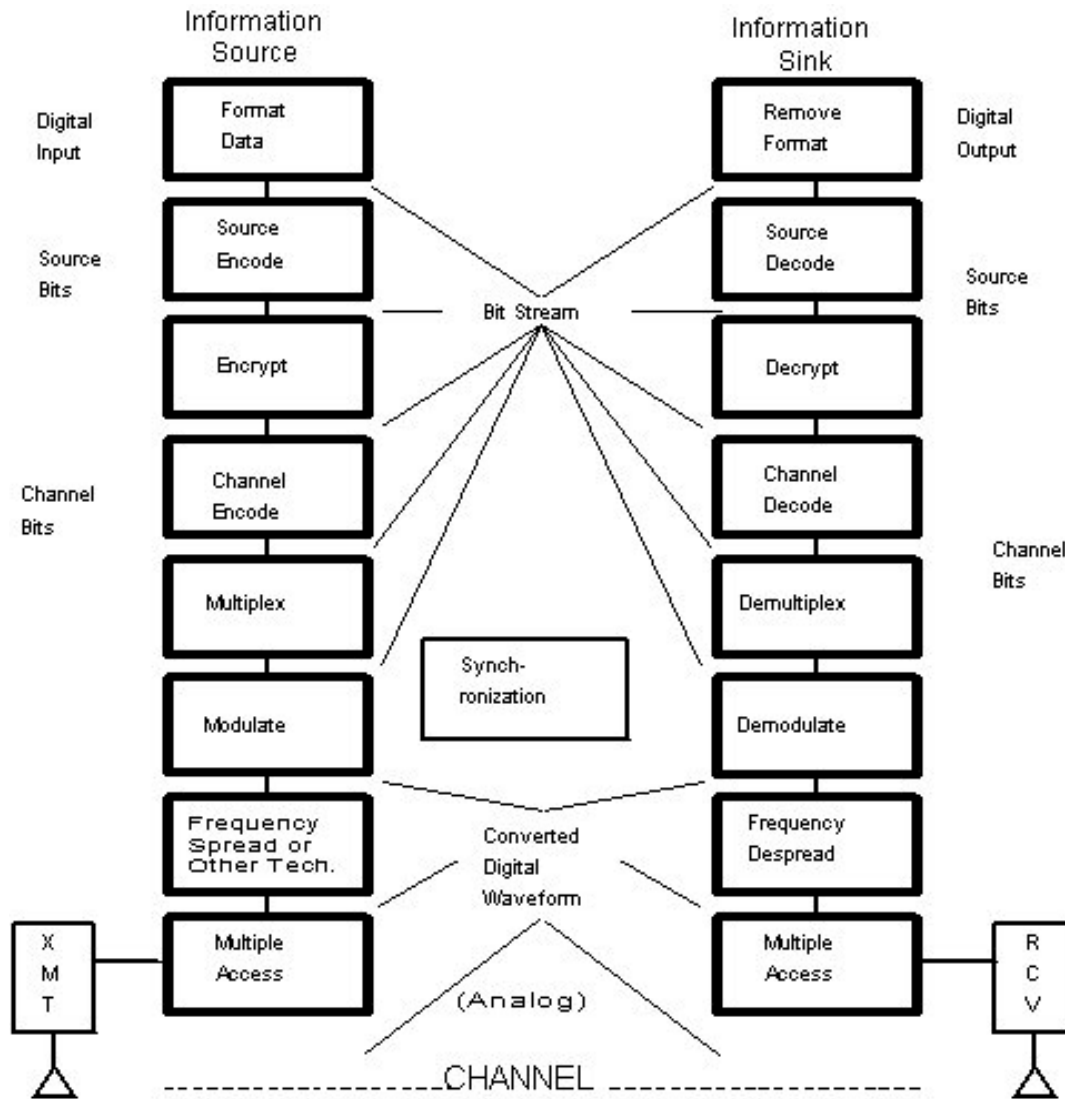 Information
Source
Information
Sink
Digital
Input
Format
Data
Remove
Format
Digital
Output
Source
Bits
Source
Encode
Source
Decode
Source
Bits
Bit Stream
Encrypt
Decrypt
Channel
Bits
Channel
Encode
Channel
Decode
Channel
Bits
Multiplex
Demultiplex
Synch-
ronization
Modulate
Demodulate
Frequency
Spread or
Other Tech.
Converted
Digital
Waveform
Frequency
Despread
X
M
T
Multiple
Access
(Analog)
Multiple
Access
R
C
V
CHANNEL